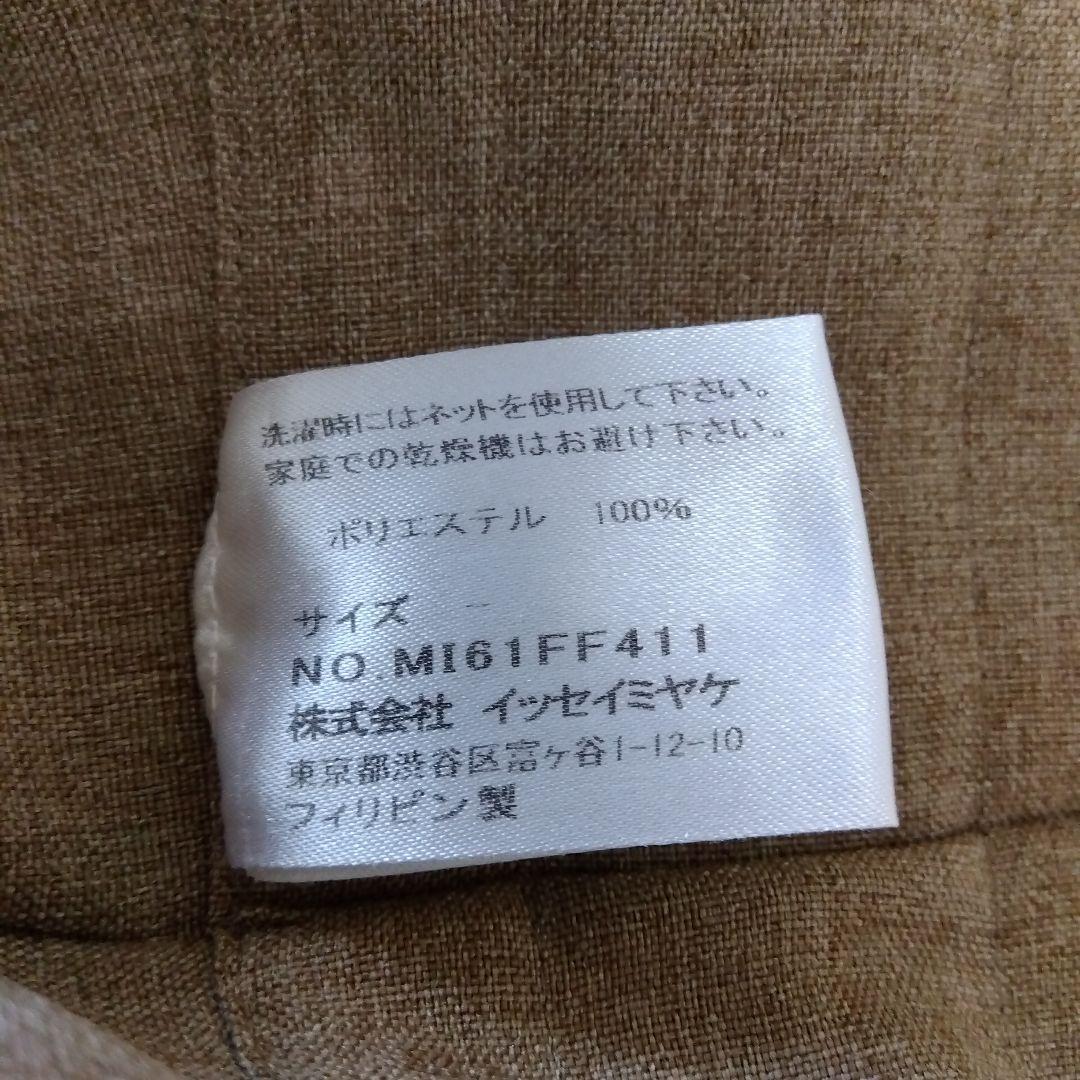 洗濯時にはネットを使用して下さい。
家庭での乾燥機はお避け下さい。
ポリエステル 100%
サイズ -
NO.MI61FF411
株式会社 イッセイミヤケ
東京都渋谷区富ヶ谷1-12-10
フィリピン製